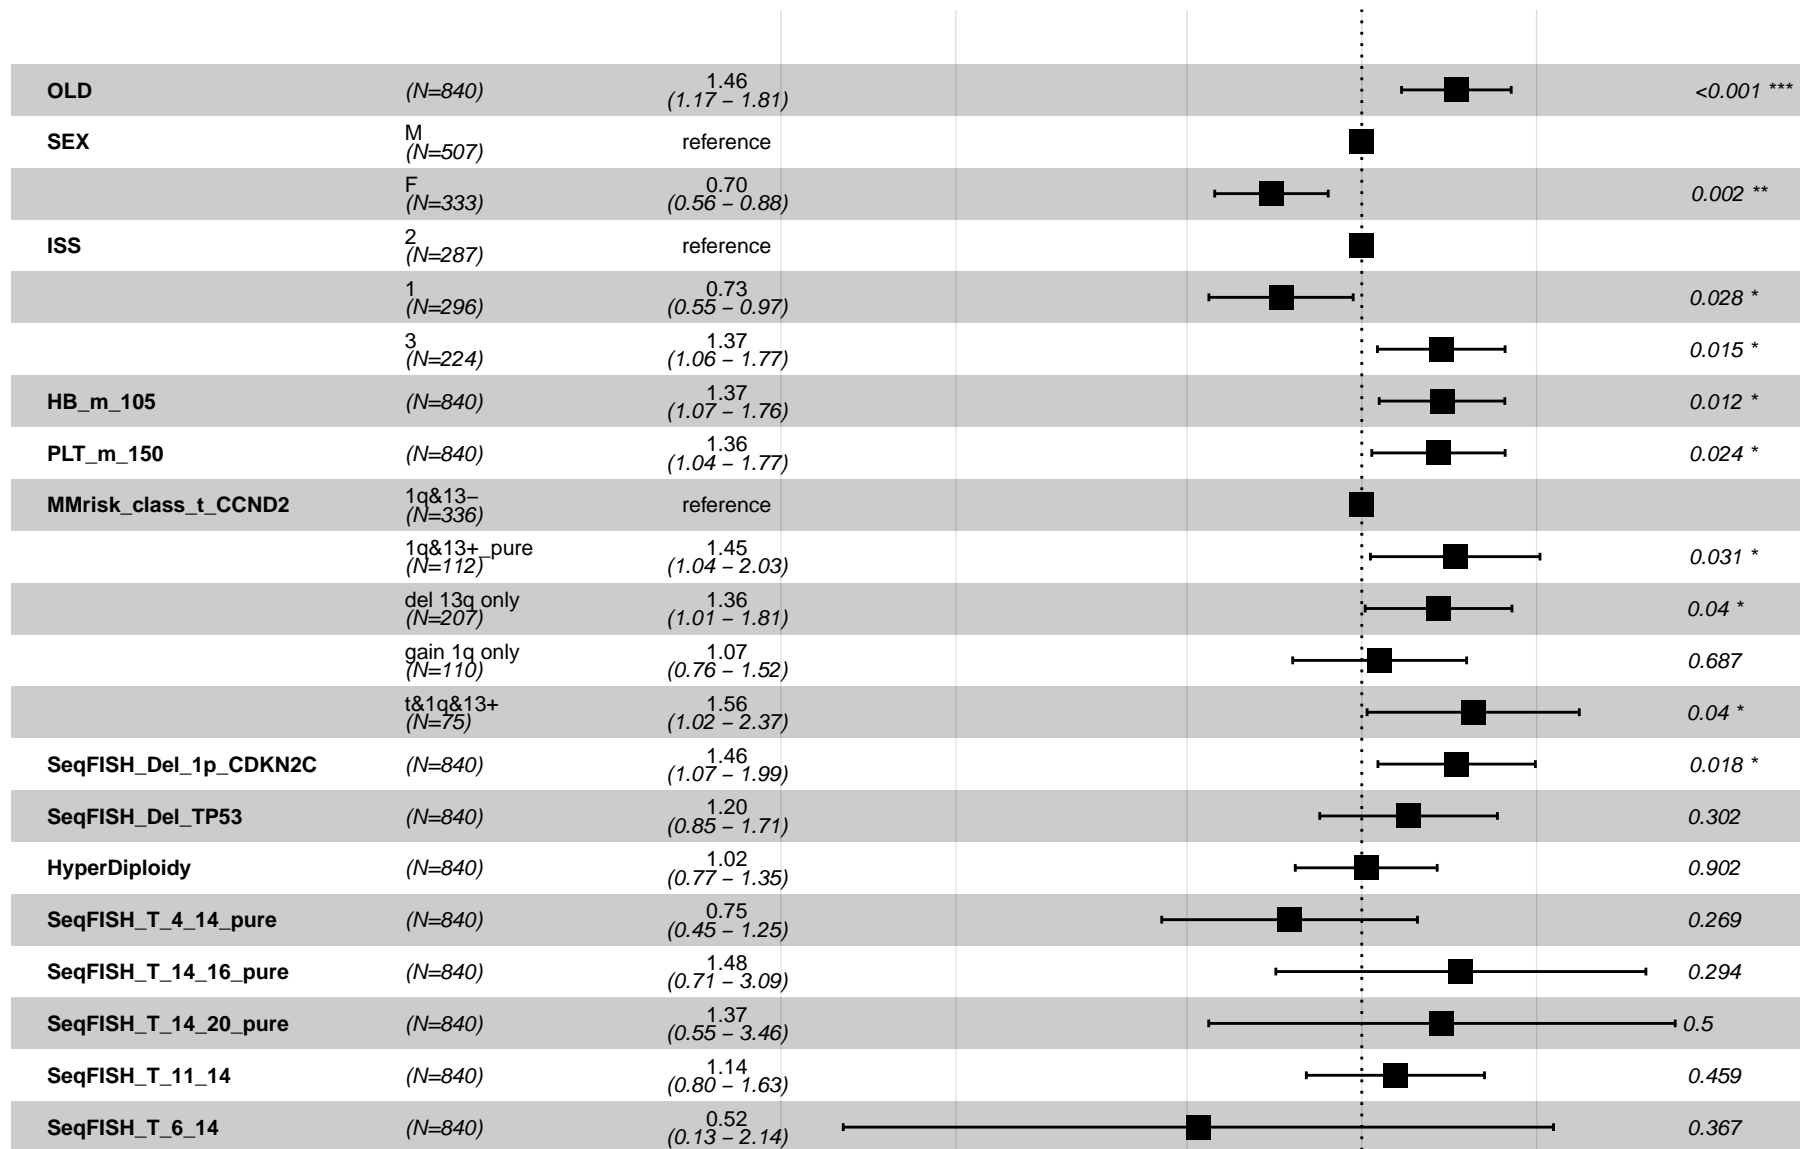 OLD (N=840) 1.46 <0.001 ***
(1.17 – 1.81)
SEX M reference
(N=507)
F 0.70 0.002 **
(N=333) (0.56 – 0.88)
ISS 2 reference
(N=287)
1 0.73 0.028 *
(N=296) (0.55 – 0.97)
3 1.37 0.015 *
(N=224) (1.06 – 1.77)
HB_m_105 (N=840) 1.37 0.012 *
(1.07 – 1.76)
PLT_m_150 (N=840) 1.36 0.024 *
(1.04 – 1.77)
MMrisk_class_t_CCND2 1q&13– reference
(N=336)
1q&13+_pure 1.45 0.031 *
(N=112) (1.04 – 2.03)
del 13q only 1.36 0.04 *
(N=207) (1.01 – 1.81)
gain 1q only 1.07 0.687
(N=110) (0.76 – 1.52)
t&1q&13+ 1.56 0.04 *
(N=75) (1.02 – 2.37)
SeqFISH_Del_1p_CDKN2C (N=840) 1.46 0.018 *
(1.07 – 1.99)
SeqFISH_Del_TP53 (N=840) 1.20 0.302
(0.85 – 1.71)
HyperDiploidy (N=840) 1.02 0.902
(0.77 – 1.35)
SeqFISH_T_4_14_pure (N=840) 0.75 0.269
(0.45 – 1.25)
SeqFISH_T_14_16_pure (N=840) 1.48 0.294
(0.71 – 3.09)
SeqFISH_T_14_20_pure (N=840) 1.37 0.5
(0.55 – 3.46)
SeqFISH_T_11_14 (N=840) 1.14 0.459
(0.80 – 1.63)
SeqFISH_T_6_14 (N=840) 0.52 0.367
(0.13 – 2.14)